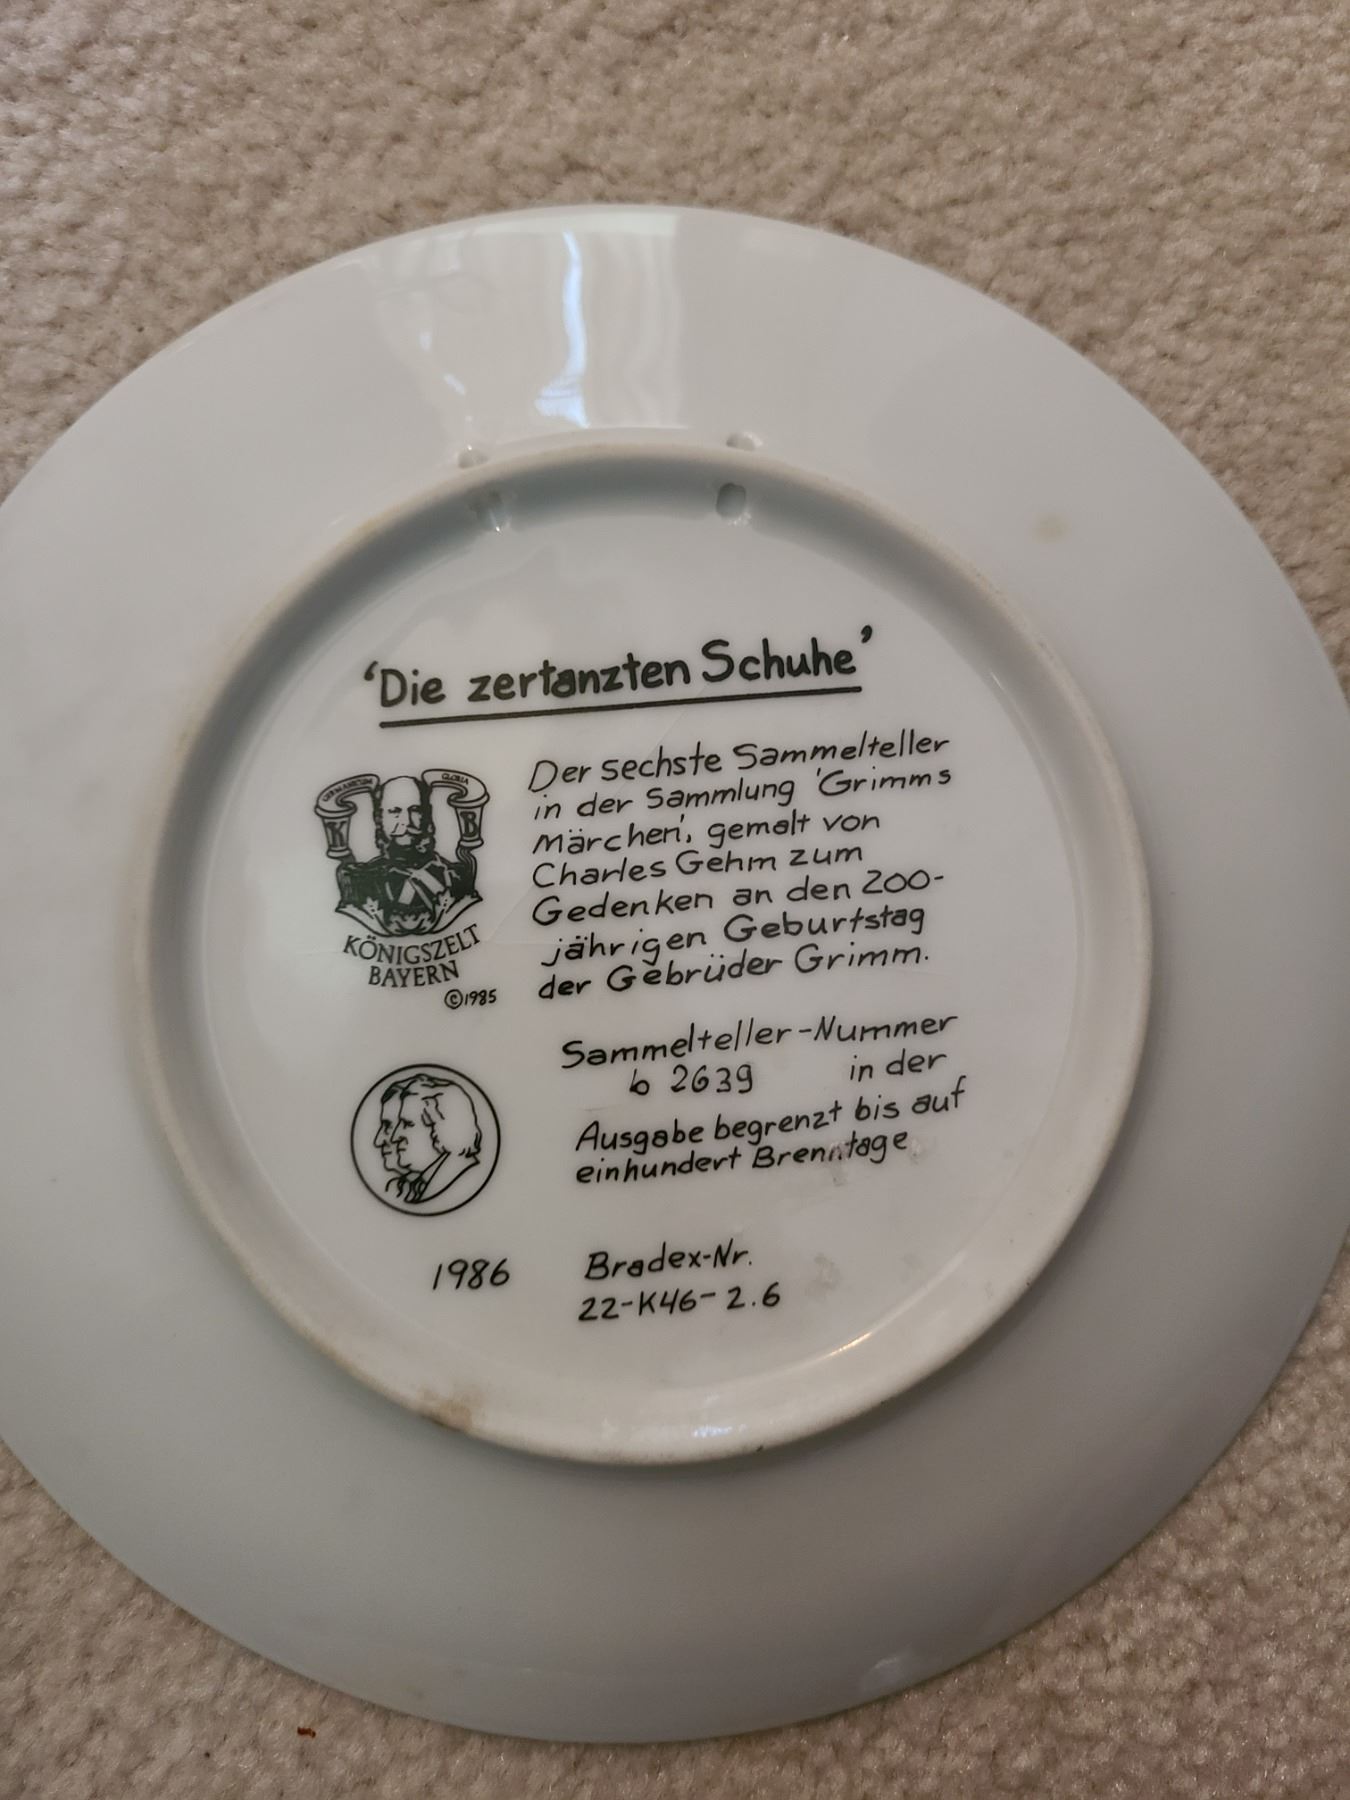 'Die zertanzten Schuhe'
Der sechste Sammelteller
in der Sammlung 'Grimms
Märchen', gemalt von
Charles Gehm zum
Gedenken an den 200-
jährigen Geburtstag
der Gebrüder Grimm.
GERMANICUM GLORIA
K B
KÖNIGSZELT
BAYERN
©1985
Sammelteller-Nummer
b 2639 in der
Ausgabe begrenzt bis auf
einhundert Brenntage
1986
Bradex-Nr.
22-K46-2.6